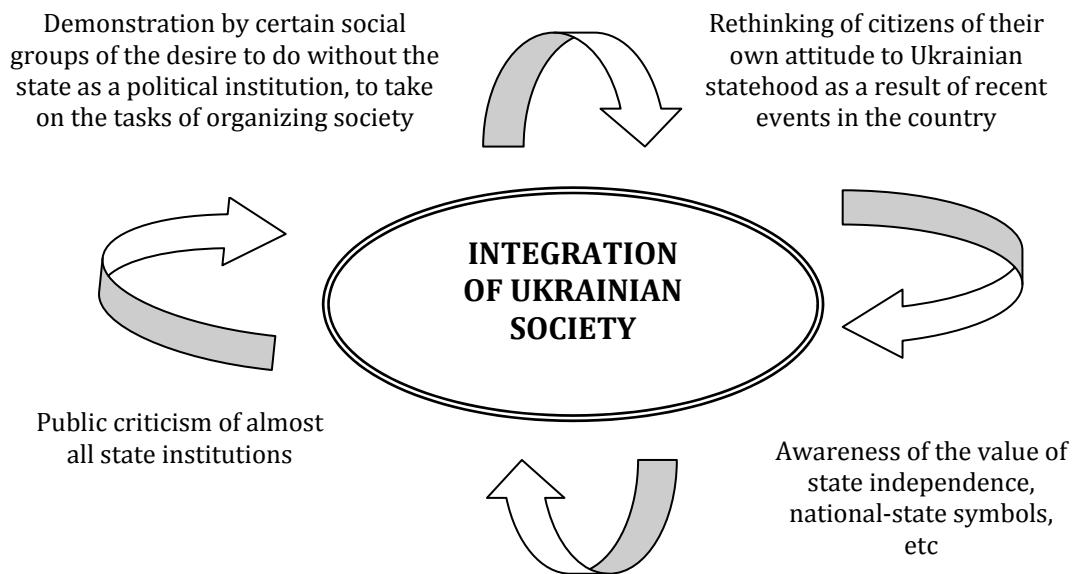 Demonstration by certain social
groups of the desire to do without the
state as a political institution, to take
on the tasks of organizing society
Rethinking of citizens of their
own attitude to Ukrainian
statehood as a result of recent
events in the country
INTEGRATION
OF UKRAINIAN
SOCIETY
Public criticism of almost
all state institutions
Awareness of the value of
state independence,
national-state symbols,
etc